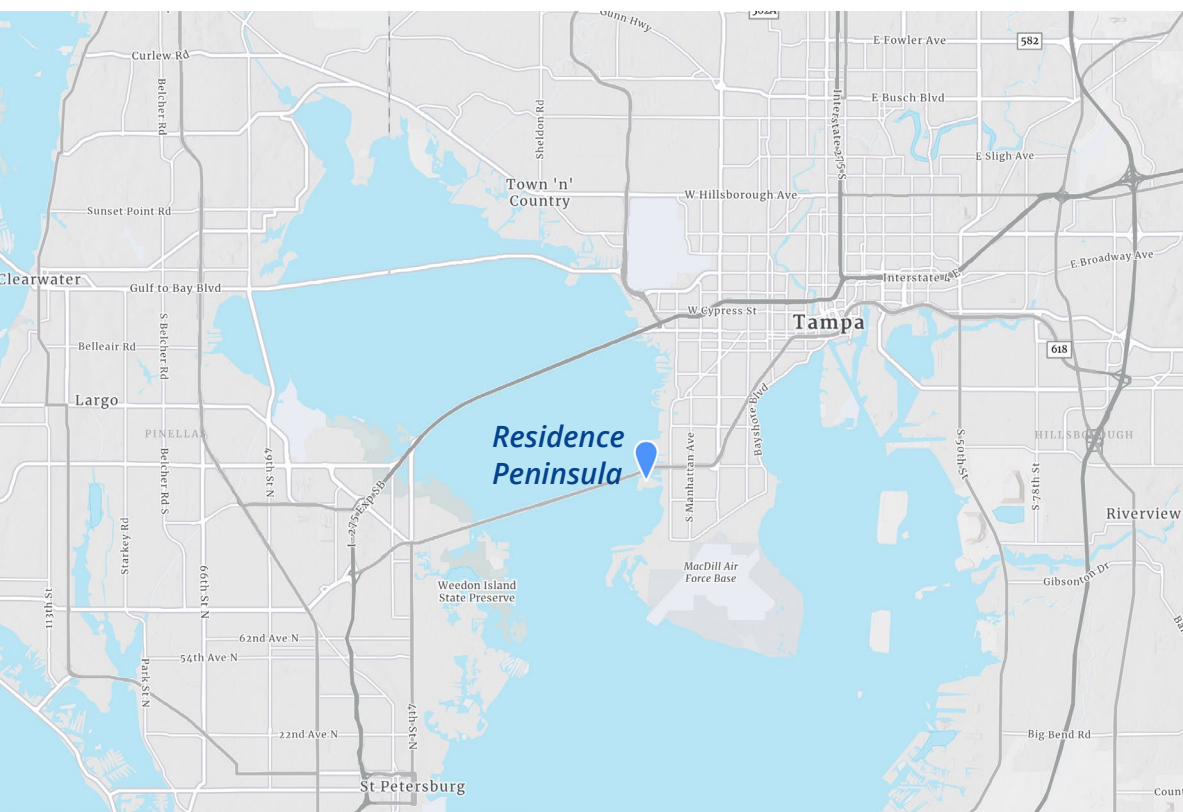 Gunn Hwy
E Fowler Ave
582
Curlew Rd
Belcher Rd
E Busch Blvd
Interstate 275 S
Sheldon Rd
E Sligh Ave
Town 'n'
Country
W Hillsborough Ave
Sunset Point Rd
E Broadway Ave
Clearwater
Gulf to Bay Blvd
Interstate 4 E
W Cypress St
Tampa
S Belcher Rd
Belleair Rd
618
Largo
Bayshore Blvd
PINELLAS
Residence
Peninsula
HILLSBOROUGH
49th St N
Belcher Rd S
S Manhattan Ave
S 50th St
S 78th St
I-275 Exp SB
Riverview
Starkey Rd
66th St N
MacDill Air
Force Base
Weedon Island
State Preserve
Gibsonton Dr
113th St
62nd Ave N
54th Ave N
Park St N
4th St N
22nd Ave N
Big Bend Rd
St Petersburg